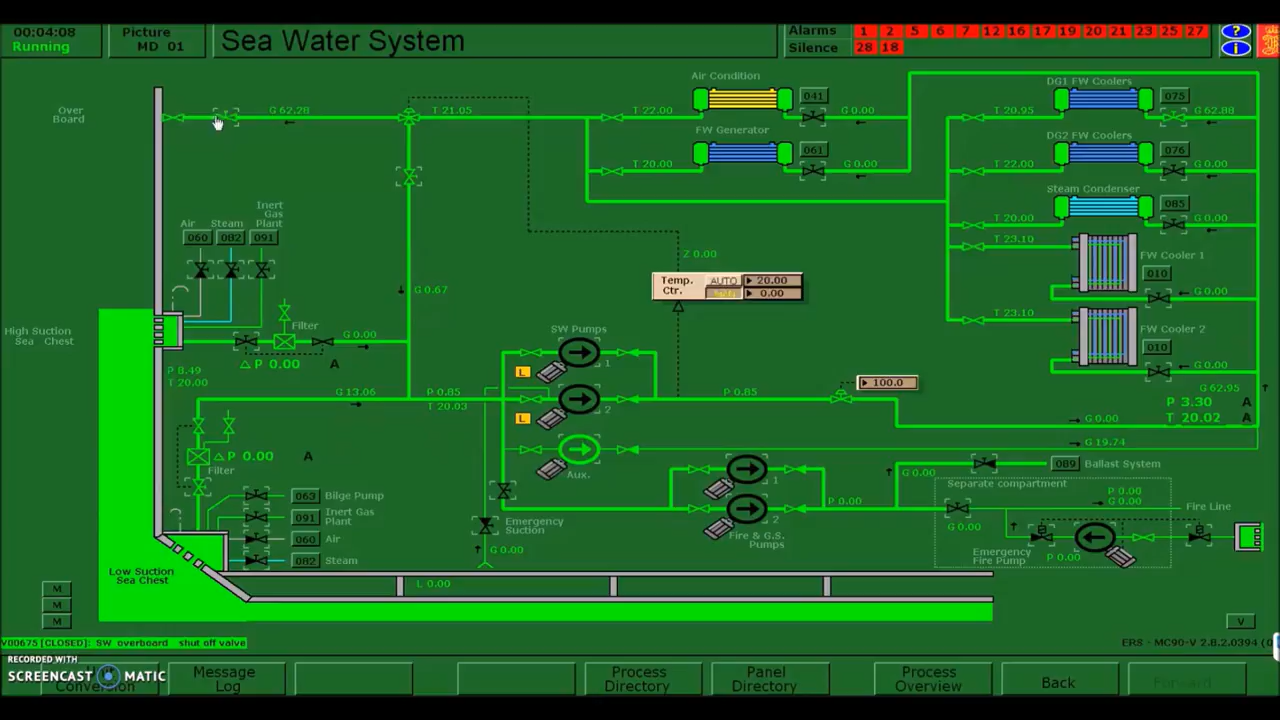 00:04:08
Running
Picture
MD 01
Sea Water System
Alarms 1 2 5 6 7 12 16 17 19 20 21 23 25 27
Silence 28 18
?
i
Over
Board
G 62.28
T 21.05
Air Condition
041
T 22.00
G 0.00
FW Generator
061
T 20.00
G 0.00
DG1 FW Coolers
075
T 20.95
G 62.88
DG2 FW Coolers
076
T 22.00
G 0.00
Steam Condenser
085
T 20.00
G 0.00
T 23.10
FW Cooler 1
010
G 0.00
T 23.10
FW Cooler 2
010
G 0.00
Air
Steam
Inert
Gas
Plant
060
082
091
Z 0.00
Temp.
Ctr.
AUTO
20.00
0.00
G 0.67
High Suction
Sea Chest
Filter
G 0.00
△P 0.00 A
P 8.49
T 20.00
SW Pumps
1
L
2
L
Aux.
G 13.06
P 0.85
T 20.03
P 0.85
100.0
G 62.95
P 3.30 A
T 20.02 A
G 0.00
G 19.74
△P 0.00 A
Filter
063 Bilge Pump
091 Inert Gas
Plant
060 Air
082 Steam
Emergency
Suction
G 0.00
1
2
Fire & G.S.
Pumps
P 0.00
G 0.00
089 Ballast System
Separate compartment
P 0.00
G 0.00
Fire Line
G 0.00
Emergency
Fire Pump
P 0.00
Low Suction
Sea Chest
L 0.00
M
M
M
V
V00675 [CLOSED]: SW overboard shut off valve
ERS - MC90-V 2.8.2.0394 (0
RECORDED WITH
SCREENCAST MATIC
Conversion
Message
Log
Process
Directory
Panel
Directory
Process
Overview
Back
Forward